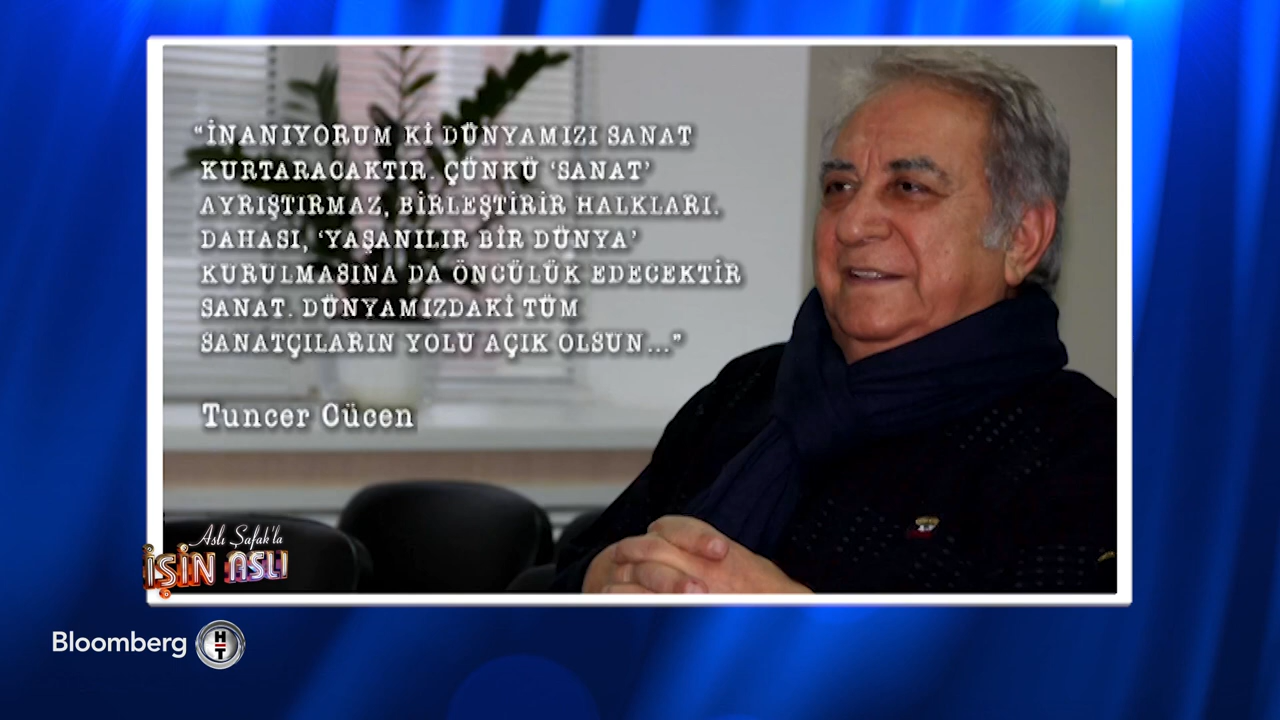 “İNANIYORUM Kİ DÜNYAMIZI SANAT
KURTARACAKTIR. ÇÜNKÜ ‘SANAT’
AYRIŞTIRMAZ, BİRLEŞTİRİR HALKLARI.
DAHASI, ‘YAŞANILIR BİR DÜNYA’
KURULMASINA DA ÖNCÜLÜK EDECEKTİR
SANAT. DÜNYAMIZDAKİ TÜM
SANATÇILARIN YOLU AÇIK OLSUN...”
Tuncer Cücen
Aslı Şafak'la
İŞİN ASLI
Bloomberg HT